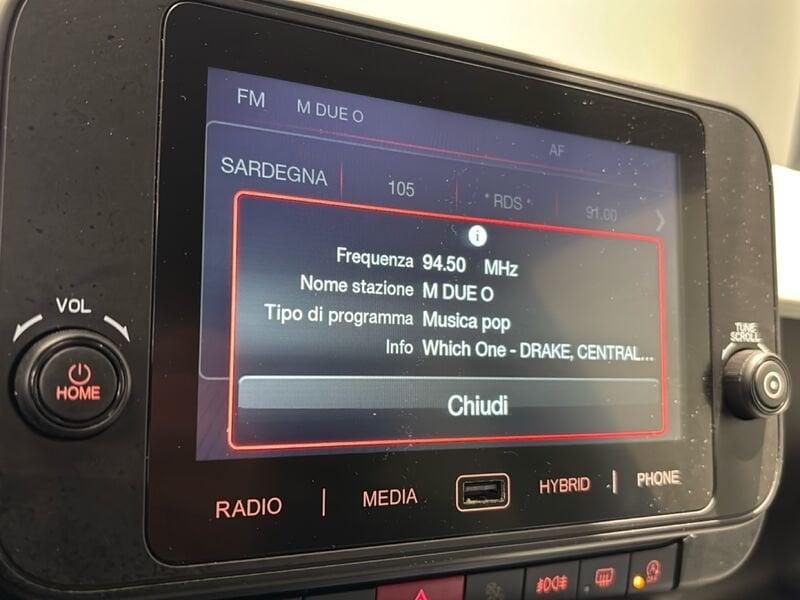 FM M DUE O
AF
SARDEGNA 105 * RDS * 91.00
Frequenza 94.50 MHz
Nome stazione M DUE O
Tipo di programma Musica pop
Info Which One - DRAKE, CENTRAL...
Chiudi
VOL
HOME
TUNE
SCROLL
RADIO MEDIA HYBRID PHONE